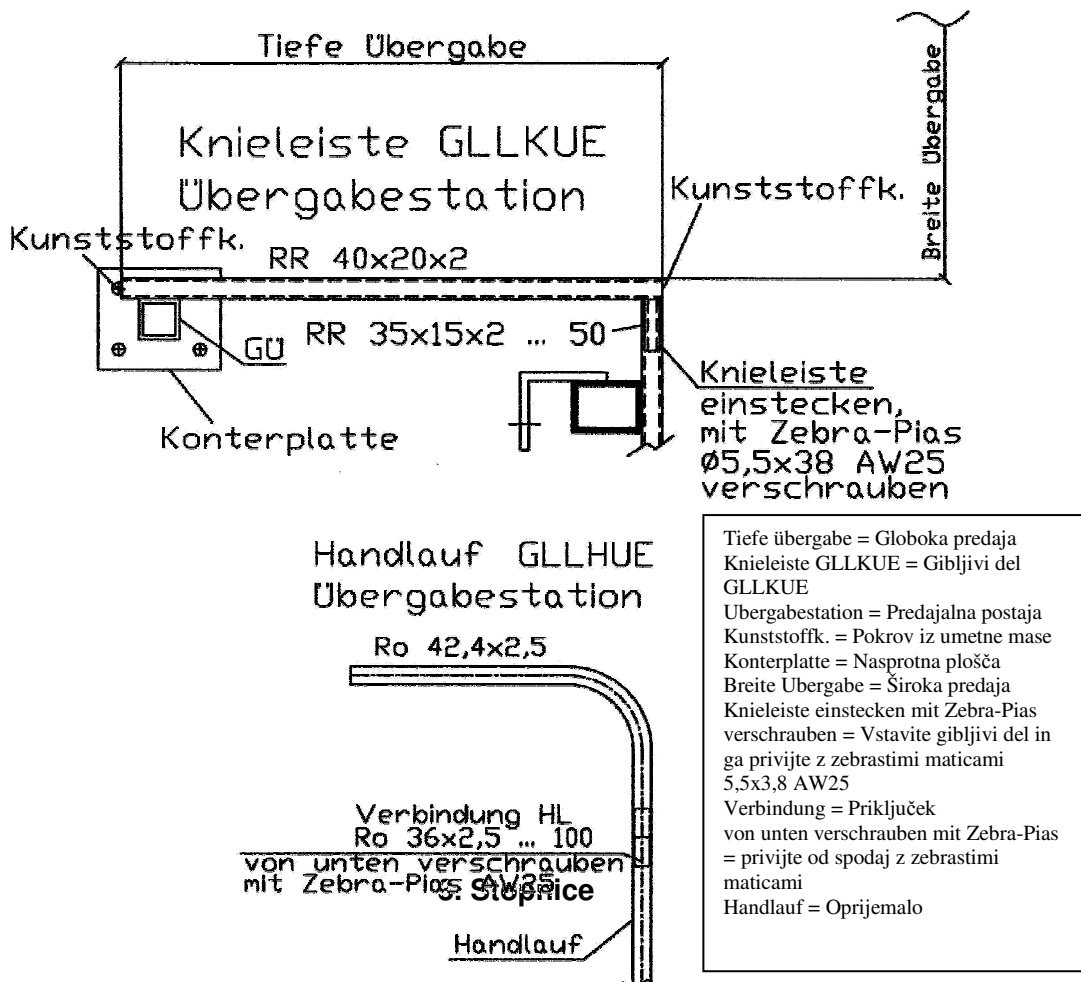 Tiefe Übergabe
Breite Übergabe
Knieleiste GLLKUE
Übergabestation
Kunststoffk.
Kunststoffk.
RR 40x20x2
GÜ
RR 35x15x2 ... 50
Konterplatte
Knieleiste
einstecken,
mit Zebra-Pias
Ø5,5x38 AW25
verschrauben
Handlauf GLLHUE
Übergabestation
Ro 42,4x2,5
Verbindung HL
Ro 36x2,5 ... 100
von unten verschrauben
mit Zebra-Pias AW25
3. Stopnice
Handlauf
Tiefe übergabe = Globoka predaja
Knieleiste GLLKUE = Gibljivi del
GLLKUE
Ubergabestation = Predajalna postaja
Kunststoffk. = Pokrov iz umetne mase
Konterplatte = Nasprotna plošča
Breite Ubergabe = Široka predaja
Knieleiste einstecken mit Zebra-Pias
verschrauben = Vstavite gibljivi del in
ga privijte z zebrastimi maticami
5,5x3,8 AW25
Verbindung = Priključek
von unten verschrauben mit Zebra-Pias
= privijte od spodaj z zebrastimi
maticami
Handlauf = Oprijemalo